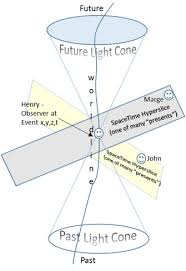 Future
Future Light Cone
worldline
Marge
Henry -
Observer at
Event x,y,z,t
SpaceTime Hyperslice
(one of many "presents")
John
SpaceTime Hyperslice
(one of many "presents")
Past Light Cone
Past